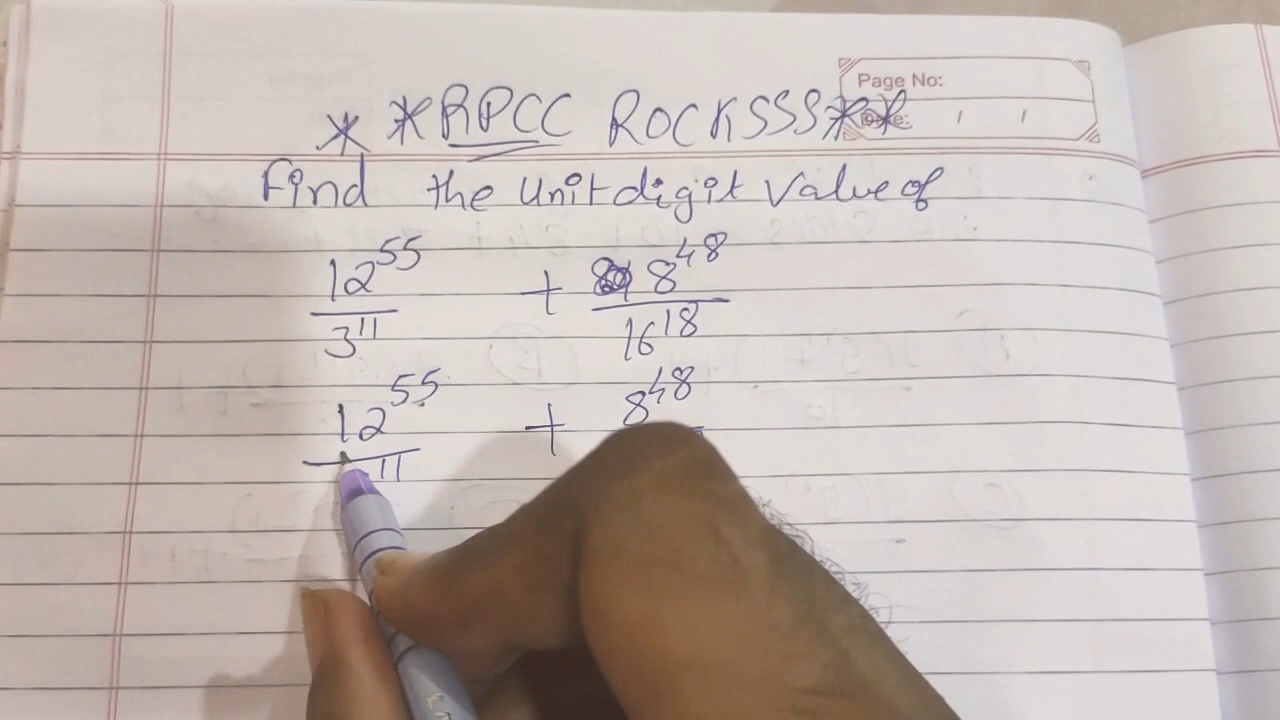 Page No:
* *RPCC ROCKSSS**
Date: / /
Find the unit digit value of
12^55 / 3^11 + 8^48 / 16^18
12^55 / ^11 + 8^48